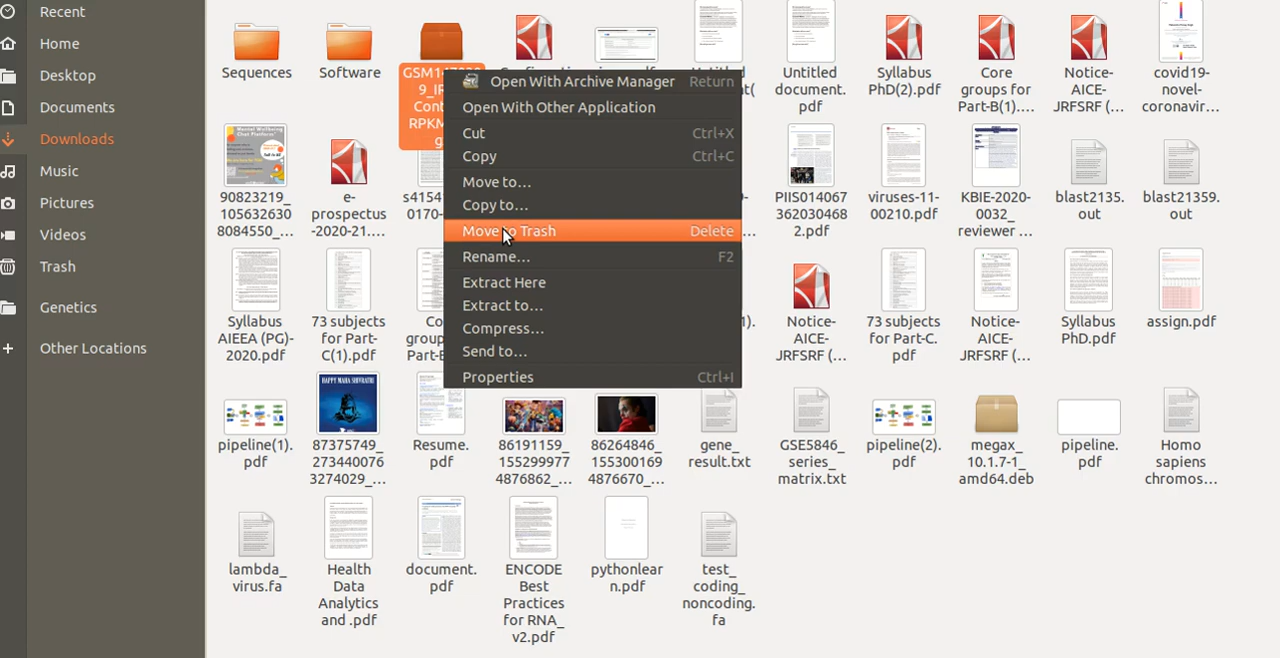 Recent
Home
Desktop
Documents
Downloads
Music
Pictures
Videos
Trash
Genetics
Other Locations
Sequences
Software
Untitled
document.
pdf
Syllabus
PhD(2).pdf
Core
groups for
Part-B(1)....
Notice-
AICE-
JRFSRF (...
covid19-
novel-
coronavir...
Open With Archive Manager Return
Open With Other Application
Cut Ctrl+X
Copy Ctrl+C
Move to...
Copy to...
Move to Trash Delete
Rename... F2
Extract Here
Extract to...
Compress...
Send to...
Properties Ctrl+I
90823219_
105632630
8084550_...
e-
prospectus
-2020-21....
PIIS014067
362030468
2.pdf
viruses-11-
00210.pdf
KBIE-2020-
0032_
reviewer ...
blast2135.
out
blast21359.
out
Syllabus
AIEEA (PG)-
2020.pdf
73 subjects
for Part-
C(1).pdf
Notice-
AICE-
JRFSRF (...
73 subjects
for Part-C.
pdf
Notice-
AICE-
JRFSRF (...
Syllabus
PhD.pdf
assign.pdf
pipeline(1).
pdf
87375749_
273440076
3274029_...
Resume.
pdf
86191159_
155299977
4876862_...
86264846_
155300169
4876670_...
gene_
result.txt
GSE5846_
series_
matrix.txt
pipeline(2).
pdf
megax_
10.1.7-1_
amd64.deb
pipeline.
pdf
Homo
sapiens
chromos...
lambda_
virus.fa
Health
Data
Analytics
and .pdf
document.
pdf
ENCODE
Best
Practices
for RNA_
v2.pdf
pythonlear
n.pdf
test_
coding_
noncoding.
fa